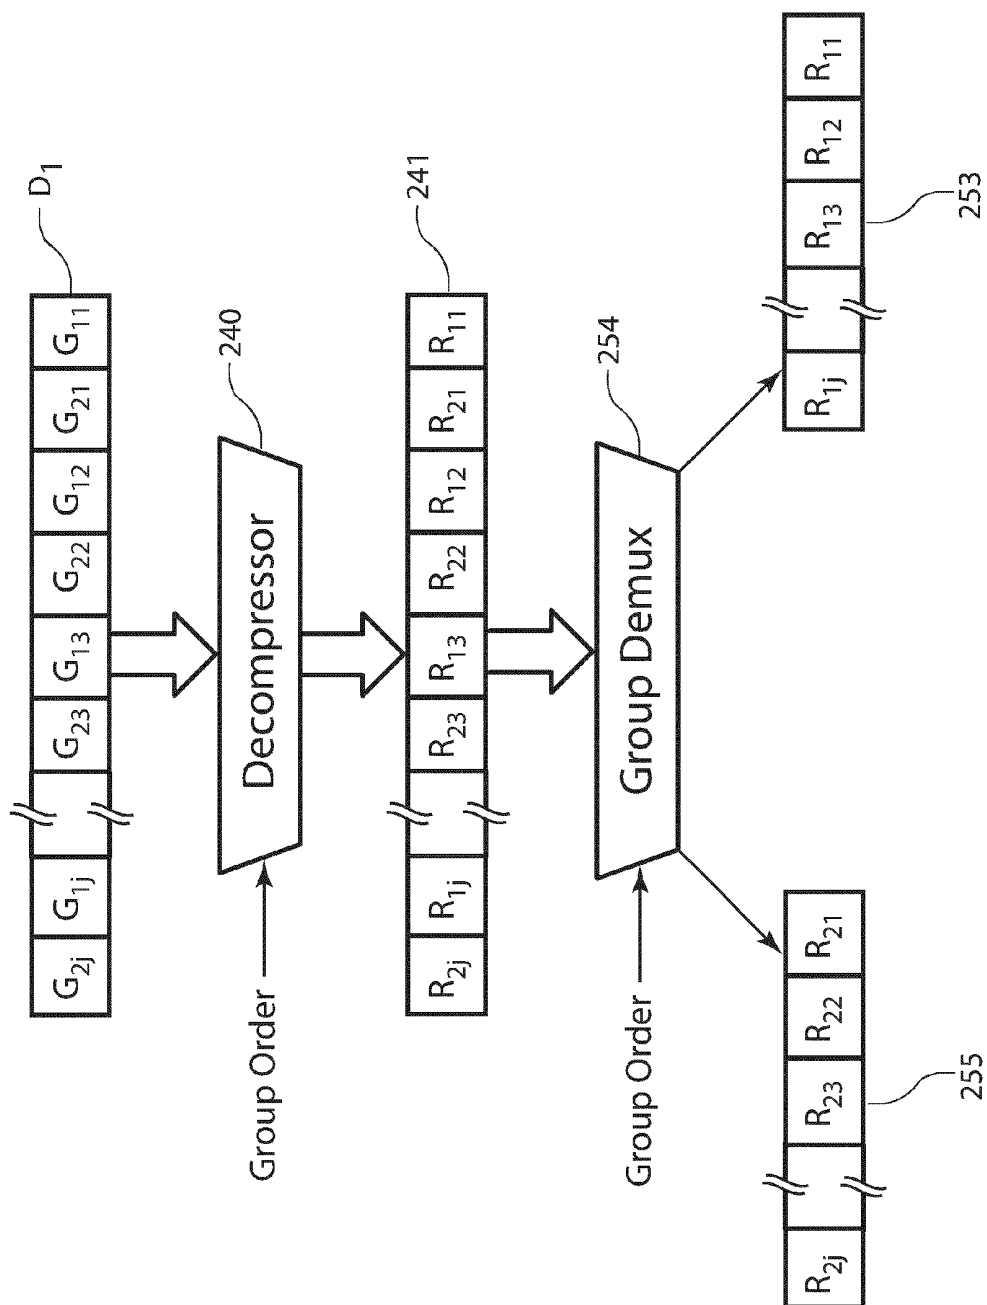 G₂ⱼ G₁ⱼ G₂₃ G₁₃ G₂₂ G₁₂ G₂₁ G₁₁
D₁
Group Order
Decompressor
240
R₂ⱼ R₁ⱼ R₂₃ R₁₃ R₂₂ R₁₂ R₂₁ R₁₁
241
Group Order
Group Demux
254
R₂ⱼ R₂₃ R₂₂ R₂₁
255
R₁ⱼ R₁₃ R₁₂ R₁₁
253